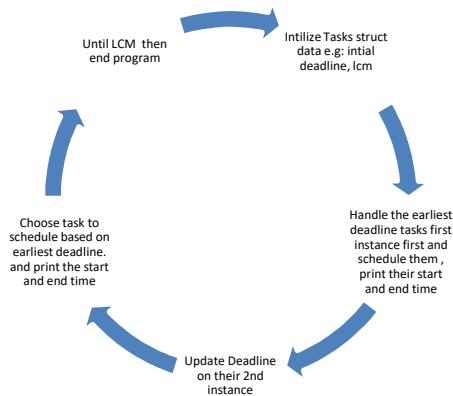 Intilize Tasks struct
data e.g: intial
deadline, lcm
Handle the earliest
deadline tasks first
instance first and
schedule them ,
print their start
and end time
Update Deadline
on their 2nd
instance
Choose task to
schedule based on
earliest deadline.
and print the start
and end time
Until LCM  then
end program